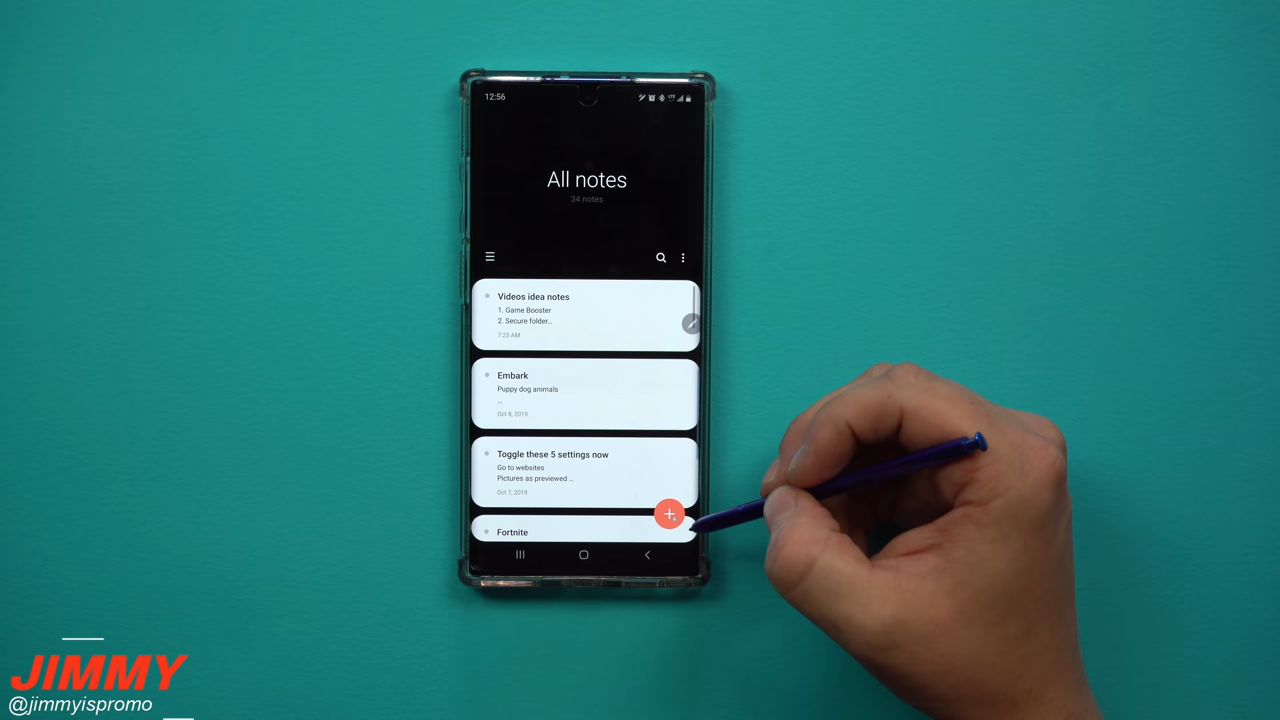 12:56
LTE
All notes
34 notes
Videos idea notes
1. Game Booster
2. Secure folder...
7:23 AM
Embark
Puppy dog animals
...
Oct 8, 2019
Toggle these 5 settings now
Go to websites
Pictures as previewed ...
Oct 7, 2019
Fortnite
JIMMY
@jimmyispromo